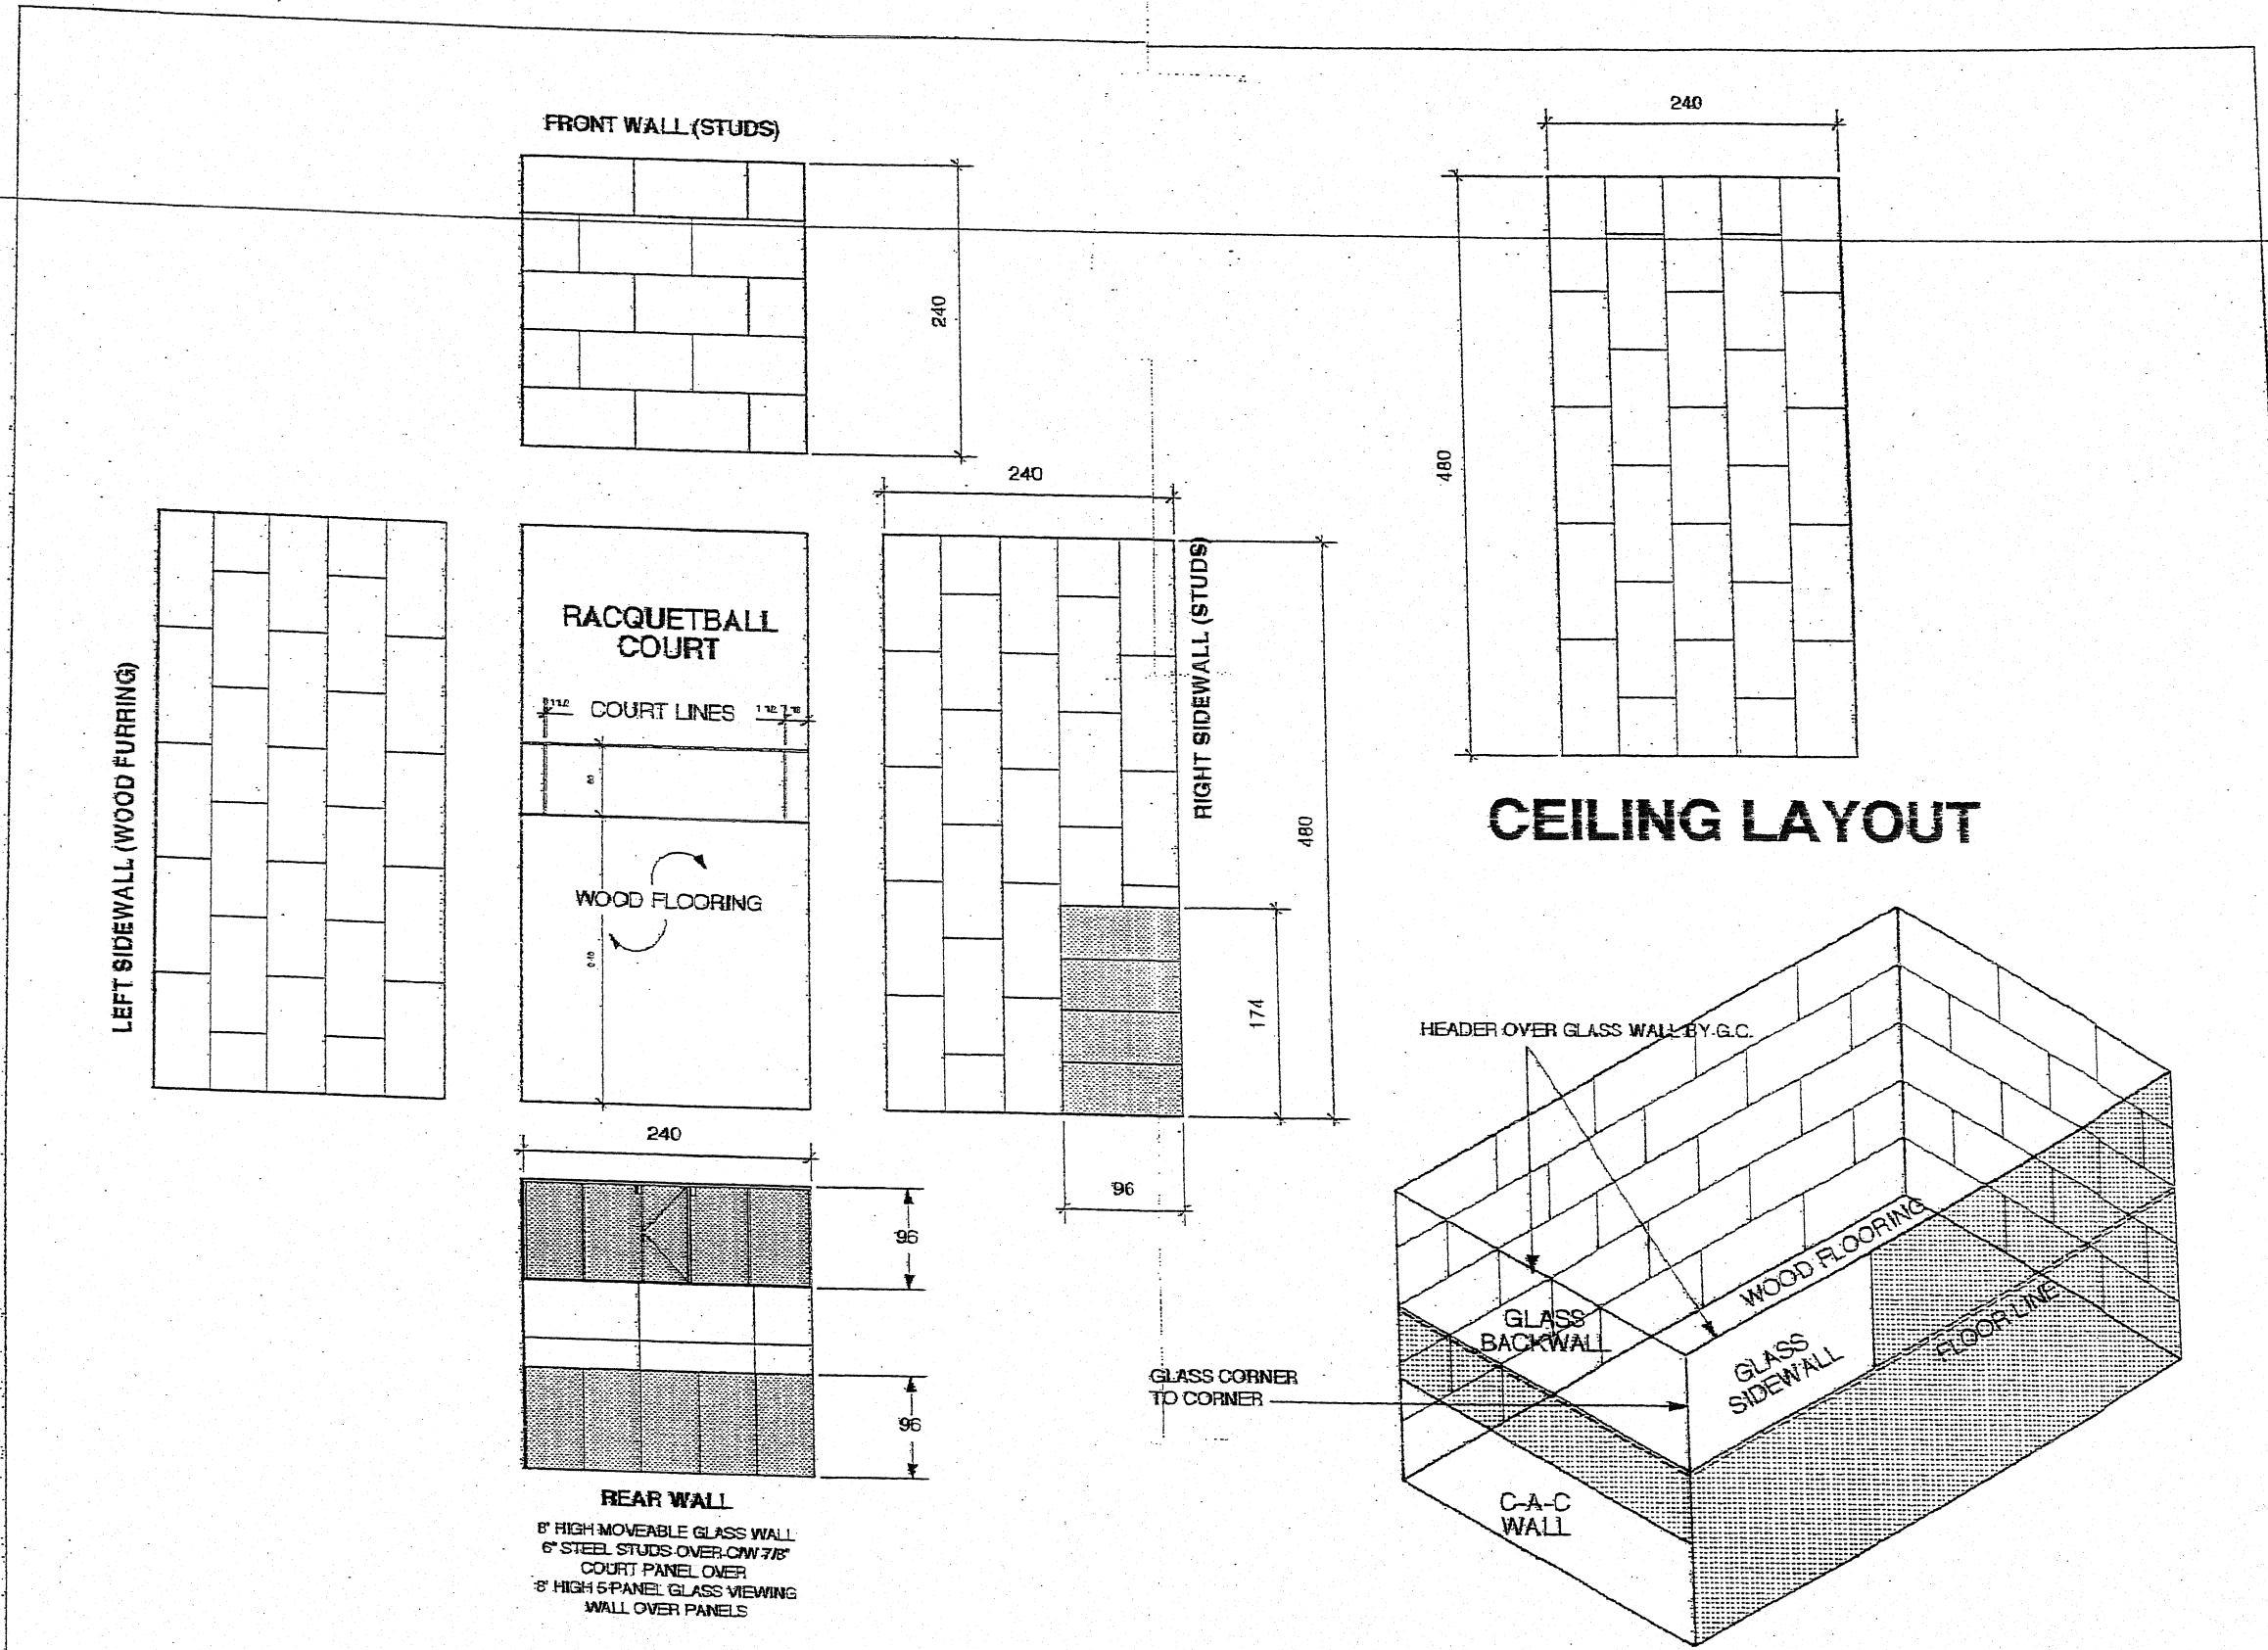 FRONT WALL (STUDS)
240
240
480
CEILING LAYOUT
LEFT SIDEWALL (WOOD FURRING)
RACQUETBALL
COURT
COURT LINES
WOOD FLOORING
240
RIGHT SIDEWALL (STUDS)
480
174
96
240
96
96
REAR WALL
8' HIGH MOVEABLE GLASS WALL
6" STEEL STUDS OVER C/W 7/8"
COURT PANEL OVER
8' HIGH 5-PANEL GLASS VIEWING
WALL OVER PANELS
HEADER OVER GLASS WALL BY G.C.
WOOD FLOORING
GLASS
BACKWALL
GLASS
SIDEWALL
FLOOR LINE
GLASS CORNER
TO CORNER
C-A-C
WALL